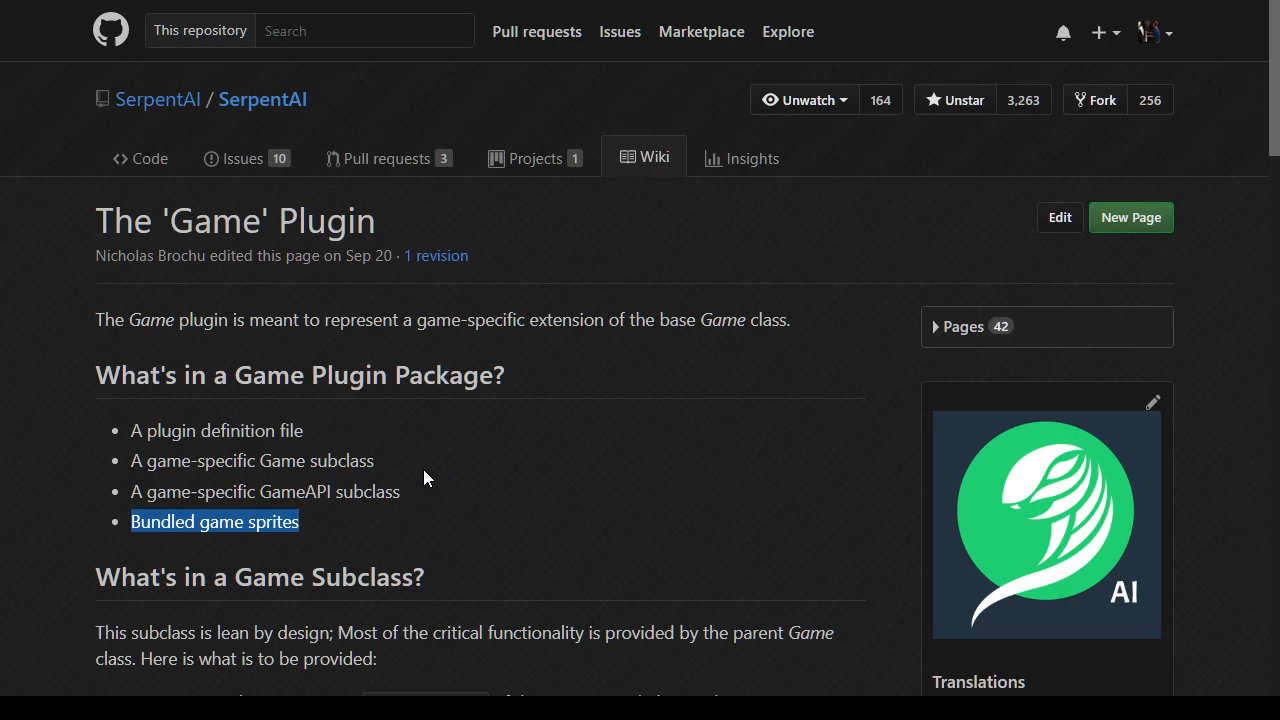 This repository Search Pull requests Issues Marketplace Explore
SerpentAI / SerpentAI Unwatch 164 Unstar 3,263 Fork 256
Code Issues 10 Pull requests 3 Projects 1 Wiki Insights
The 'Game' Plugin Edit New Page
Nicholas Brochu edited this page on Sep 20 · 1 revision
The Game plugin is meant to represent a game-specific extension of the base Game class.
Pages 42
What's in a Game Plugin Package?
A plugin definition file
A game-specific Game subclass
A game-specific GameAPI subclass
Bundled game sprites
What's in a Game Subclass?
AI
This subclass is lean by design; Most of the critical functionality is provided by the parent Game
class. Here is what is to be provided:
Translations